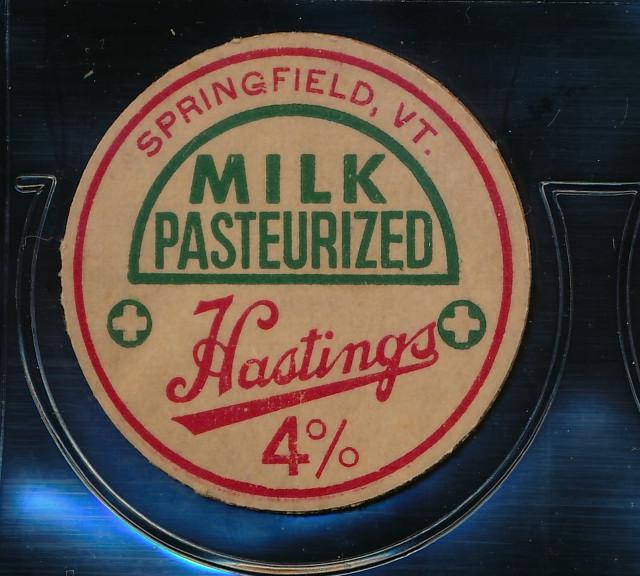 SPRINGFIELD, VT.
MILK
PASTEURIZED
Hastings
4%